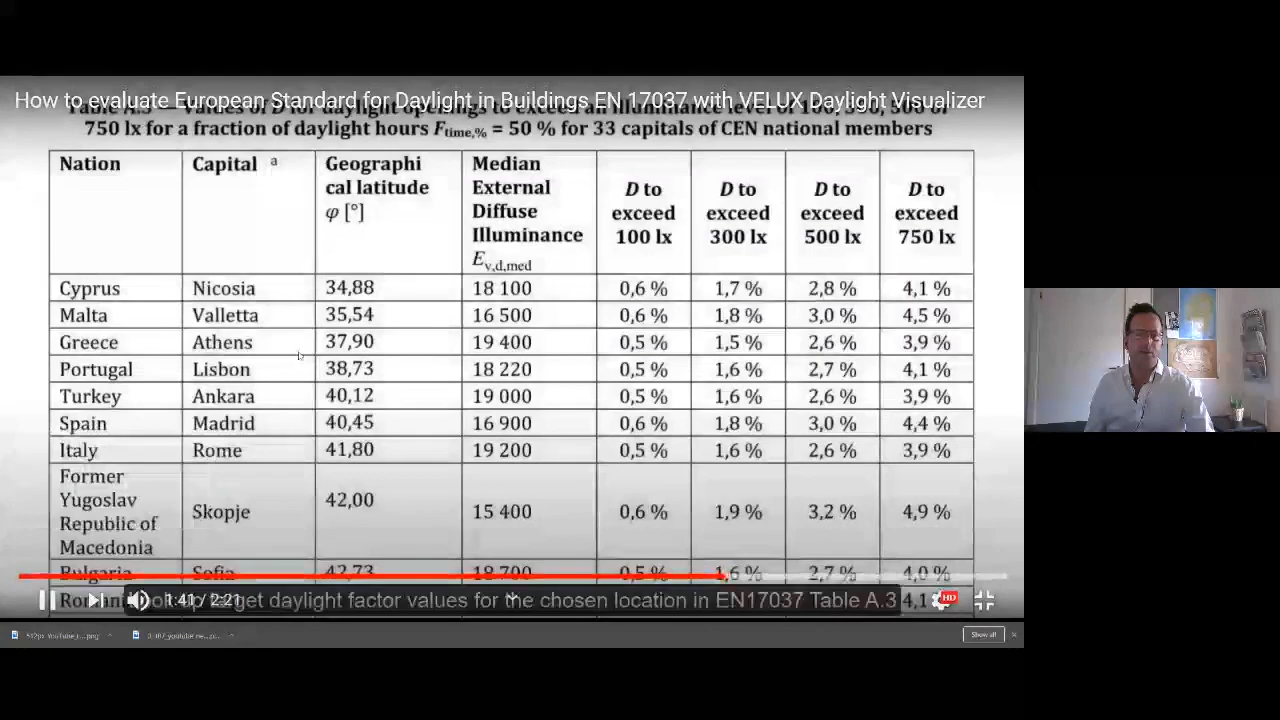 How to evaluate European Standard for Daylight in Buildings EN 17037 with VELUX Daylight Visualizer
750 lx for a fraction of daylight hours Ftime,% = 50 % for 33 capitals of CEN national members
Nation Capital a Geographi cal latitude φ [°] Median External Diffuse Illuminance Ev,d,med D to exceed 100 lx D to exceed 300 lx D to exceed 500 lx D to exceed 750 lx
Cyprus Nicosia 34,88 18 100 0,6 % 1,7 % 2,8 % 4,1 %
Malta Valletta 35,54 16 500 0,6 % 1,8 % 3,0 % 4,5 %
Greece Athens 37,90 19 400 0,5 % 1,5 % 2,6 % 3,9 %
Portugal Lisbon 38,73 18 220 0,5 % 1,6 % 2,7 % 4,1 %
Turkey Ankara 40,12 19 000 0,5 % 1,6 % 2,6 % 3,9 %
Spain Madrid 40,45 16 900 0,6 % 1,8 % 3,0 % 4,4 %
Italy Rome 41,80 19 200 0,5 % 1,6 % 2,6 % 3,9 %
Former Yugoslav Republic of Macedonia Skopje 42,00 15 400 0,6 % 1,9 % 3,2 % 4,9 %
Bulgaria Sofia 42,73 18 700 0,5 % 1,6 % 2,7 % 4,0 %
1:41 / 2:21 get daylight factor values for the chosen location in EN17037 Table A.3 4,1 HD
Show all